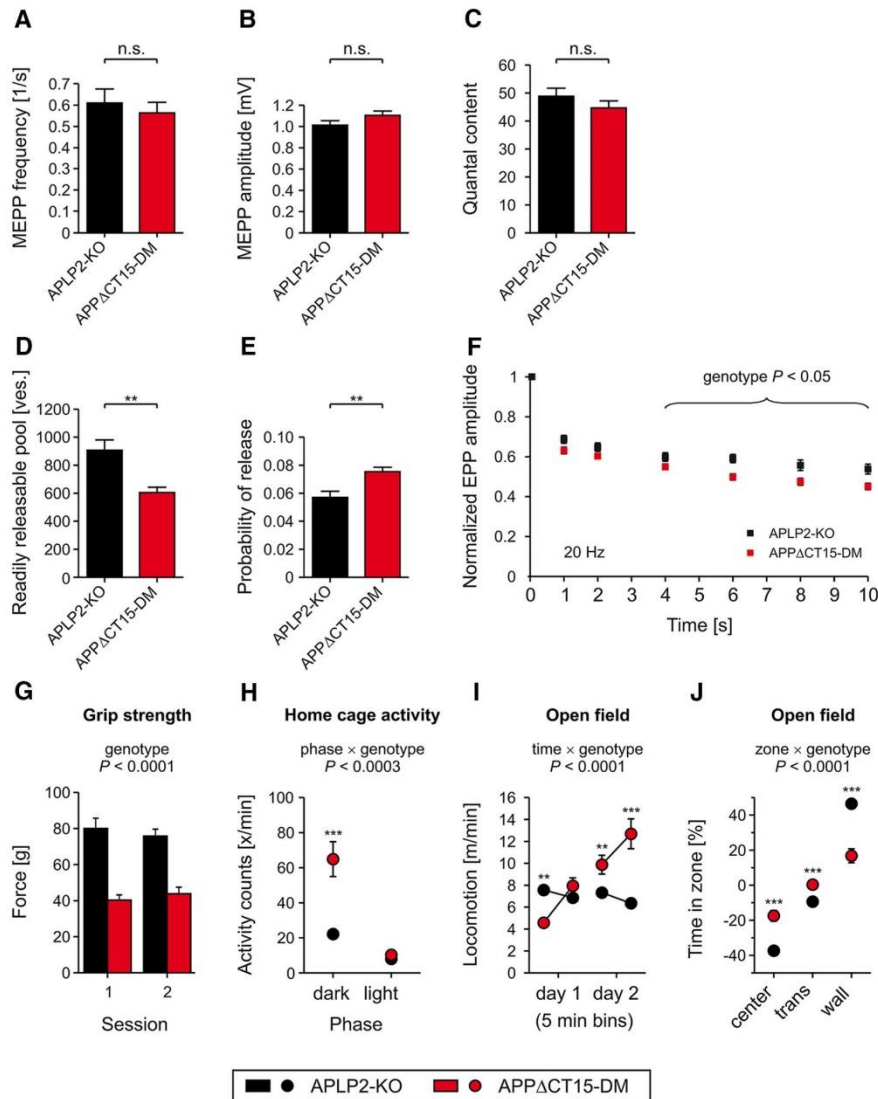 A
n.s.
MEPP frequency [1/s]
0.7
0.6
0.5
0.4
0.3
0.2
0.1
0
APLP2-KO
APPΔCT15-DM
B
n.s.
MEPP amplitude [mV]
1.2
1.0
0.8
0.6
0.4
0.2
0
APLP2-KO
APPΔCT15-DM
C
n.s.
Quantal content
60
50
40
30
20
10
0
APLP2-KO
APPΔCT15-DM
D
**
Readily releasable pool [ves.]
1200
1000
800
600
400
200
0
APLP2-KO
APPΔCT15-DM
E
**
Probability of release
0.10
0.08
0.06
0.04
0.02
0
APLP2-KO
APPΔCT15-DM
F
genotype P < 0.05
Normalized EPP amplitude
1
0.8
0.6
0.4
0.2
0
20 Hz
APLP2-KO
APPΔCT15-DM
0 1 2 3 4 5 6 7 8 9 10
Time [s]
G
Grip strength
genotype
P < 0.0001
Force [g]
100
80
60
40
20
0
1 2
Session
H
Home cage activity
phase × genotype
P < 0.0003
Activity counts [x/min]
100
80
60
40
20
0
***
dark light
Phase
I
Open field
time × genotype
P < 0.0001
Locomotion [m/min]
16
14
12
10
8
6
4
2
0
** ** ***
day 1 day 2
(5 min bins)
J
Open field
zone × genotype
P < 0.0001
Time in zone [%]
40
20
0
-20
-40
*** *** ***
center
trans
wall
APLP2-KO APPΔCT15-DM